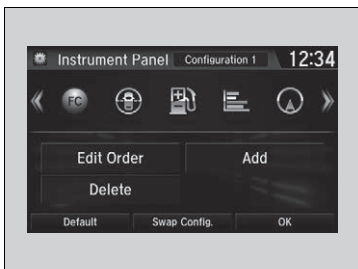 Instrument Panel Configuration 1 12:34
FC
Edit Order Add
Delete
Default Swap Config. OK